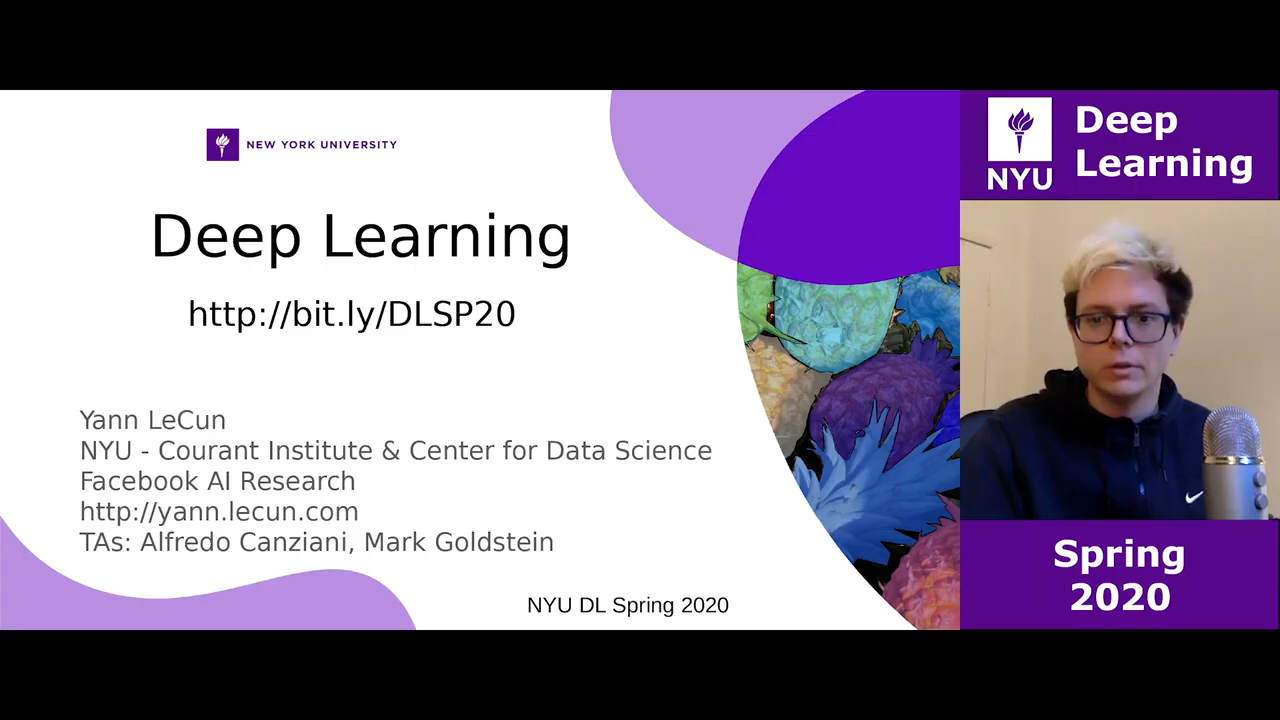 NEW YORK UNIVERSITY
Deep Learning
http://bit.ly/DLSP20
Yann LeCun
NYU - Courant Institute & Center for Data Science
Facebook AI Research
http://yann.lecun.com
TAs: Alfredo Canziani, Mark Goldstein
NYU DL Spring 2020
NYU
Deep
Learning
Spring
2020